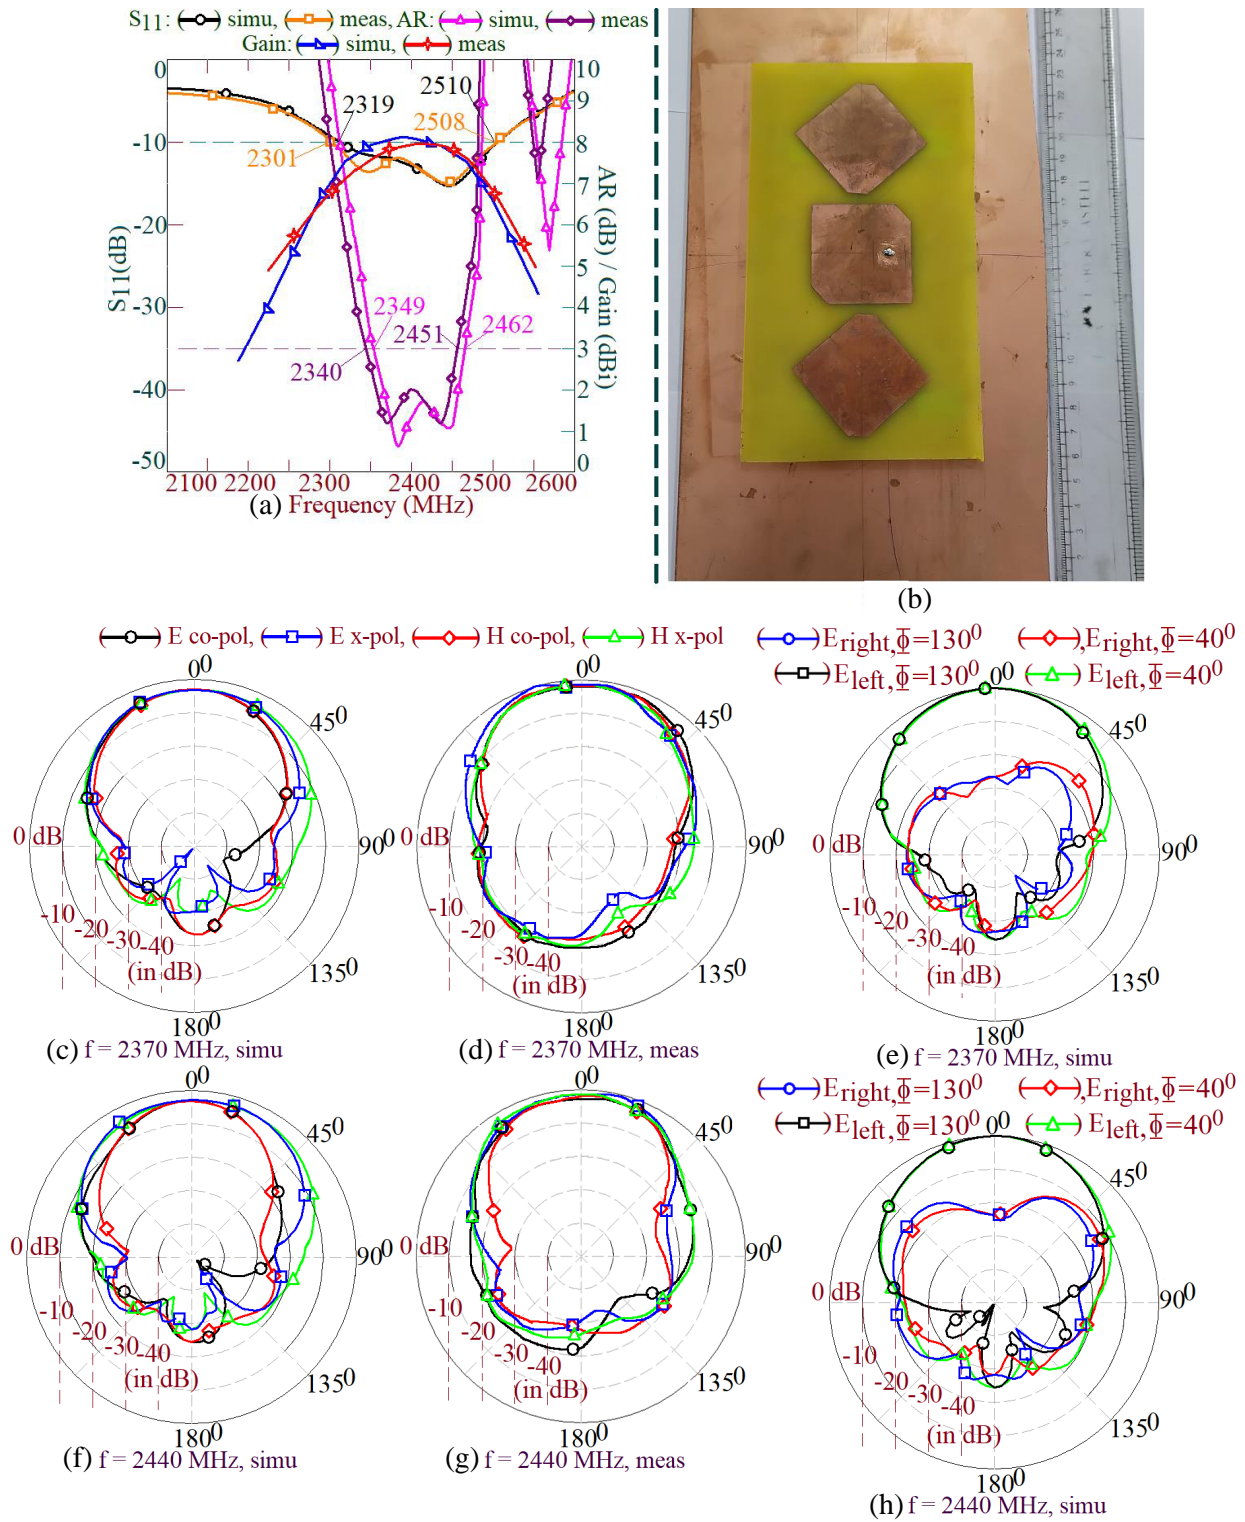 S11: (○) simu, (□) meas, AR: (△) simu, (◇) meas
Gain: (▷) simu, (✧) meas
0 10
-10 9
-20 8
-30 7
-40 6
-50 5
4
3
2
1
0
2319
2510
2301
2508
2349
2451
2462
2340
S11(dB)
AR (dB) / Gain (dBi)
2100 2200 2300 2400 2500 2600
(a) Frequency (MHz)
(b)
(○) E co-pol, (□) E x-pol, (◇) H co-pol, (△) H x-pol
(○)Eright,Φ=130⁰ (◇),Eright,Φ=40⁰
(□)Eleft,Φ=130⁰ (△)Eleft,Φ=40⁰
0⁰
45⁰
90⁰
135⁰
180⁰
0 dB
-10
-20
-30
-40
(in dB)
(c) f = 2370 MHz, simu
0⁰
45⁰
90⁰
135⁰
180⁰
0 dB
-10
-20
-30
-40
(in dB)
(d) f = 2370 MHz, meas
0⁰
45⁰
90⁰
135⁰
180⁰
0 dB
-10
-20
-30
-40
(in dB)
(e) f = 2370 MHz, simu
(○)Eright,Φ=130⁰ (◇),Eright,Φ=40⁰
(□)Eleft,Φ=130⁰ (△)Eleft,Φ=40⁰
0⁰
45⁰
90⁰
135⁰
180⁰
0 dB
-10
-20
-30
-40
(in dB)
(f) f = 2440 MHz, simu
0⁰
45⁰
90⁰
135⁰
180⁰
0 dB
-10
-20
-30
-40
(in dB)
(g) f = 2440 MHz, meas
0⁰
45⁰
90⁰
135⁰
180⁰
0 dB
-10
-20
-30
-40
(in dB)
(h) f = 2440 MHz, simu